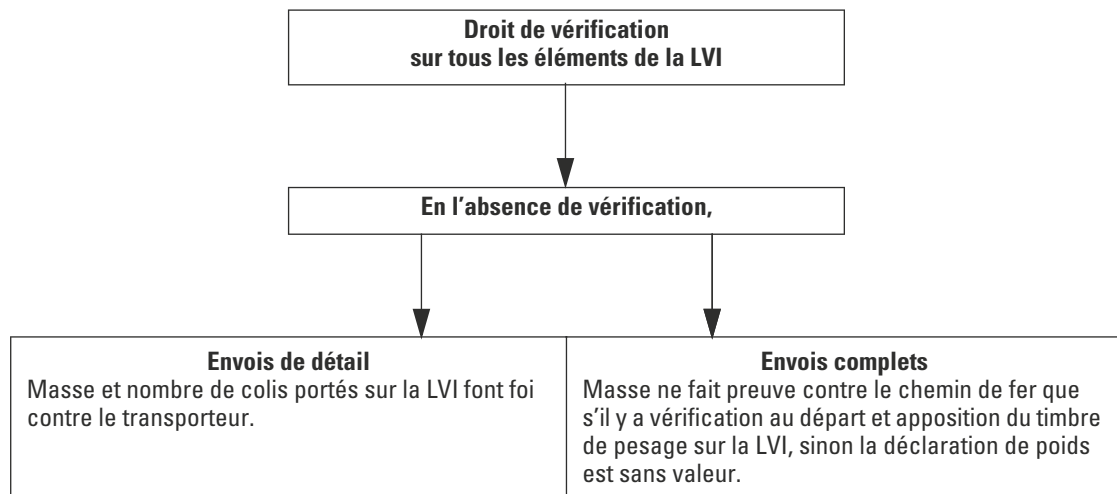 Droit de vérification
sur tous les éléments de la LVI
En l'absence de vérification,
Envois de détail
Masse et nombre de colis portés sur la LVI font foi
contre le transporteur.
Envois complets
Masse ne fait preuve contre le chemin de fer que
s'il y a vérification au départ et apposition du timbre
de pesage sur la LVI, sinon la déclaration de poids
est sans valeur.